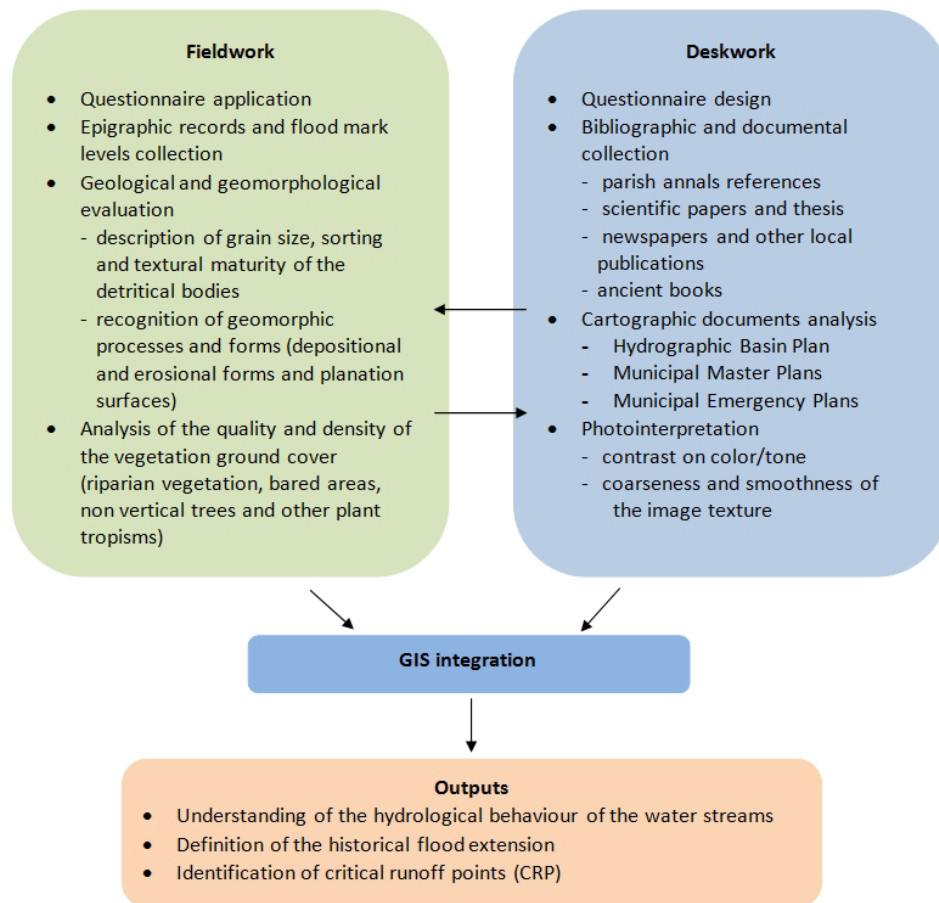 Fieldwork
• Questionnaire application
• Epigraphic records and flood mark
levels collection
• Geological and geomorphological
evaluation
- description of grain size, sorting
and textural maturity of the
detritical bodies
- recognition of geomorphic
processes and forms (depositional
and erosional forms and planation
surfaces)
• Analysis of the quality and density of
the vegetation ground cover
(riparian vegetation, bared areas,
non vertical trees and other plant
tropisms)
Deskwork
• Questionnaire design
• Bibliographic and documental
collection
- parish annals references
- scientific papers and thesis
- newspapers and other local
publications
- ancient books
• Cartographic documents analysis
- Hydrographic Basin Plan
- Municipal Master Plans
- Municipal Emergency Plans
• Photointerpretation
- contrast on color/tone
- coarseness and smoothness of
the image texture
GIS integration
Outputs
• Understanding of the hydrological behaviour of the water streams
• Definition of the historical flood extension
• Identification of critical runoff points (CRP)